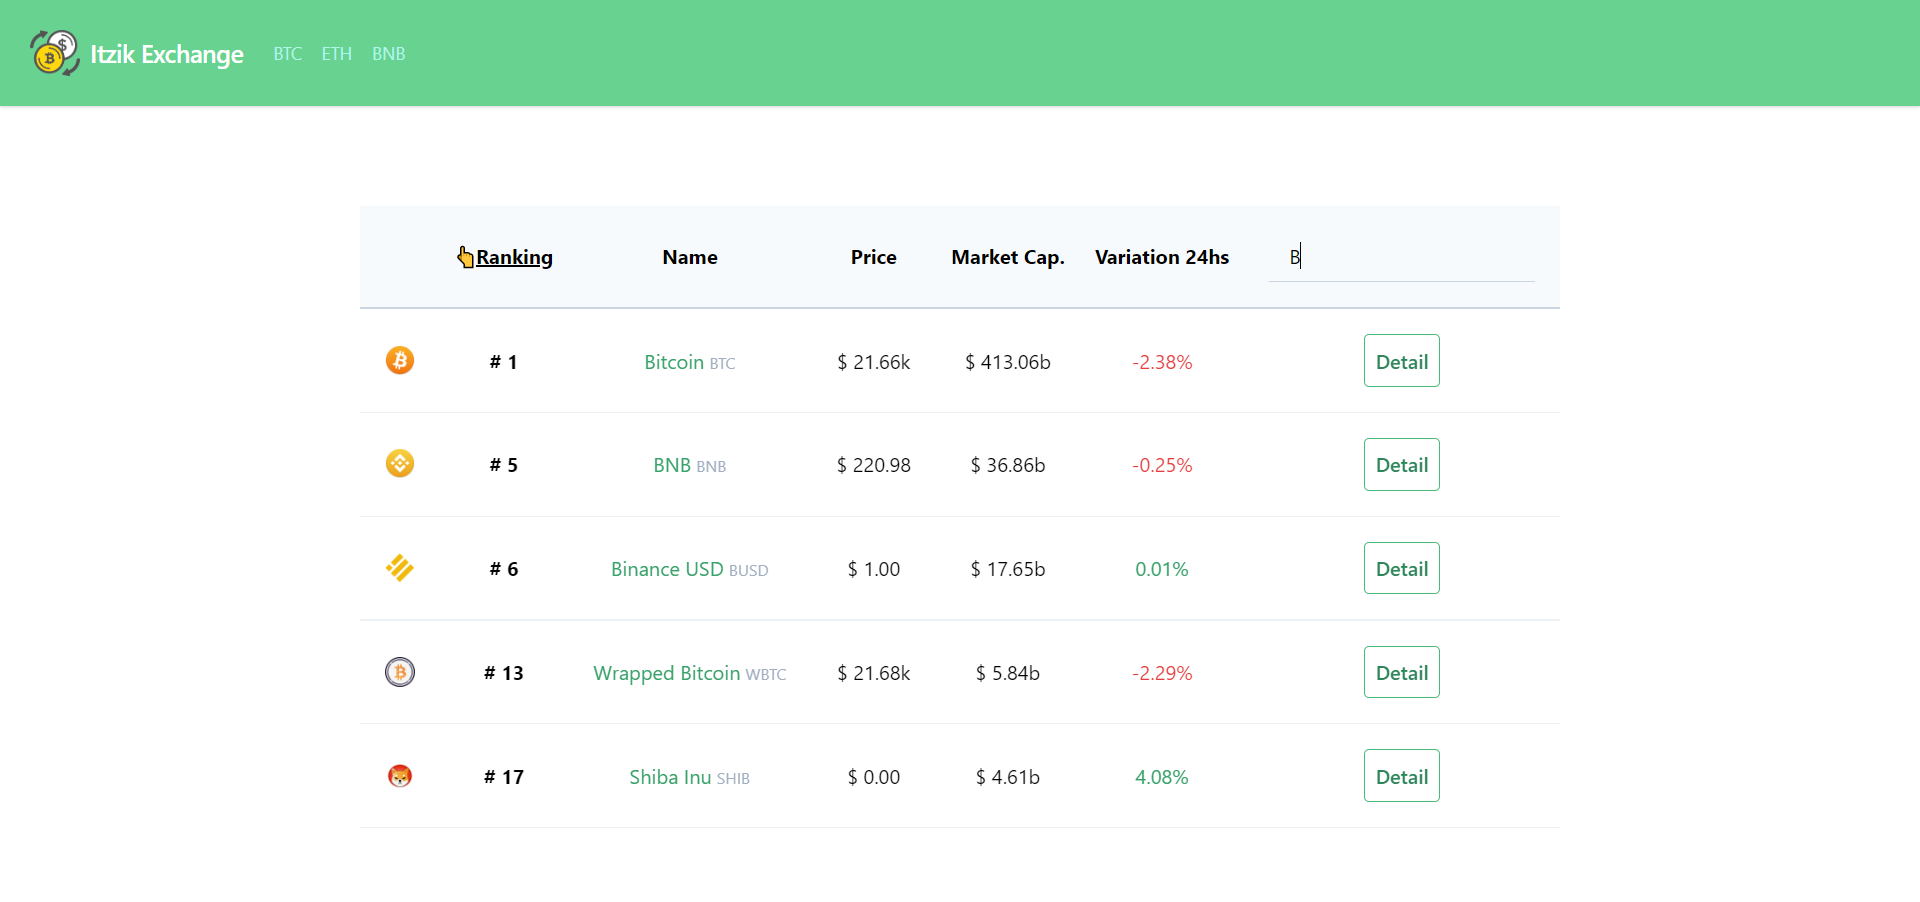 Itzik Exchange BTC ETH BNB
Ranking Name Price Market Cap. Variation 24hs B
# 1 Bitcoin BTC $ 21.66k $ 413.06b -2.38% Detail
# 5 BNB BNB $ 220.98 $ 36.86b -0.25% Detail
# 6 Binance USD BUSD $ 1.00 $ 17.65b 0.01% Detail
# 13 Wrapped Bitcoin WBTC $ 21.68k $ 5.84b -2.29% Detail
# 17 Shiba Inu SHIB $ 0.00 $ 4.61b 4.08% Detail